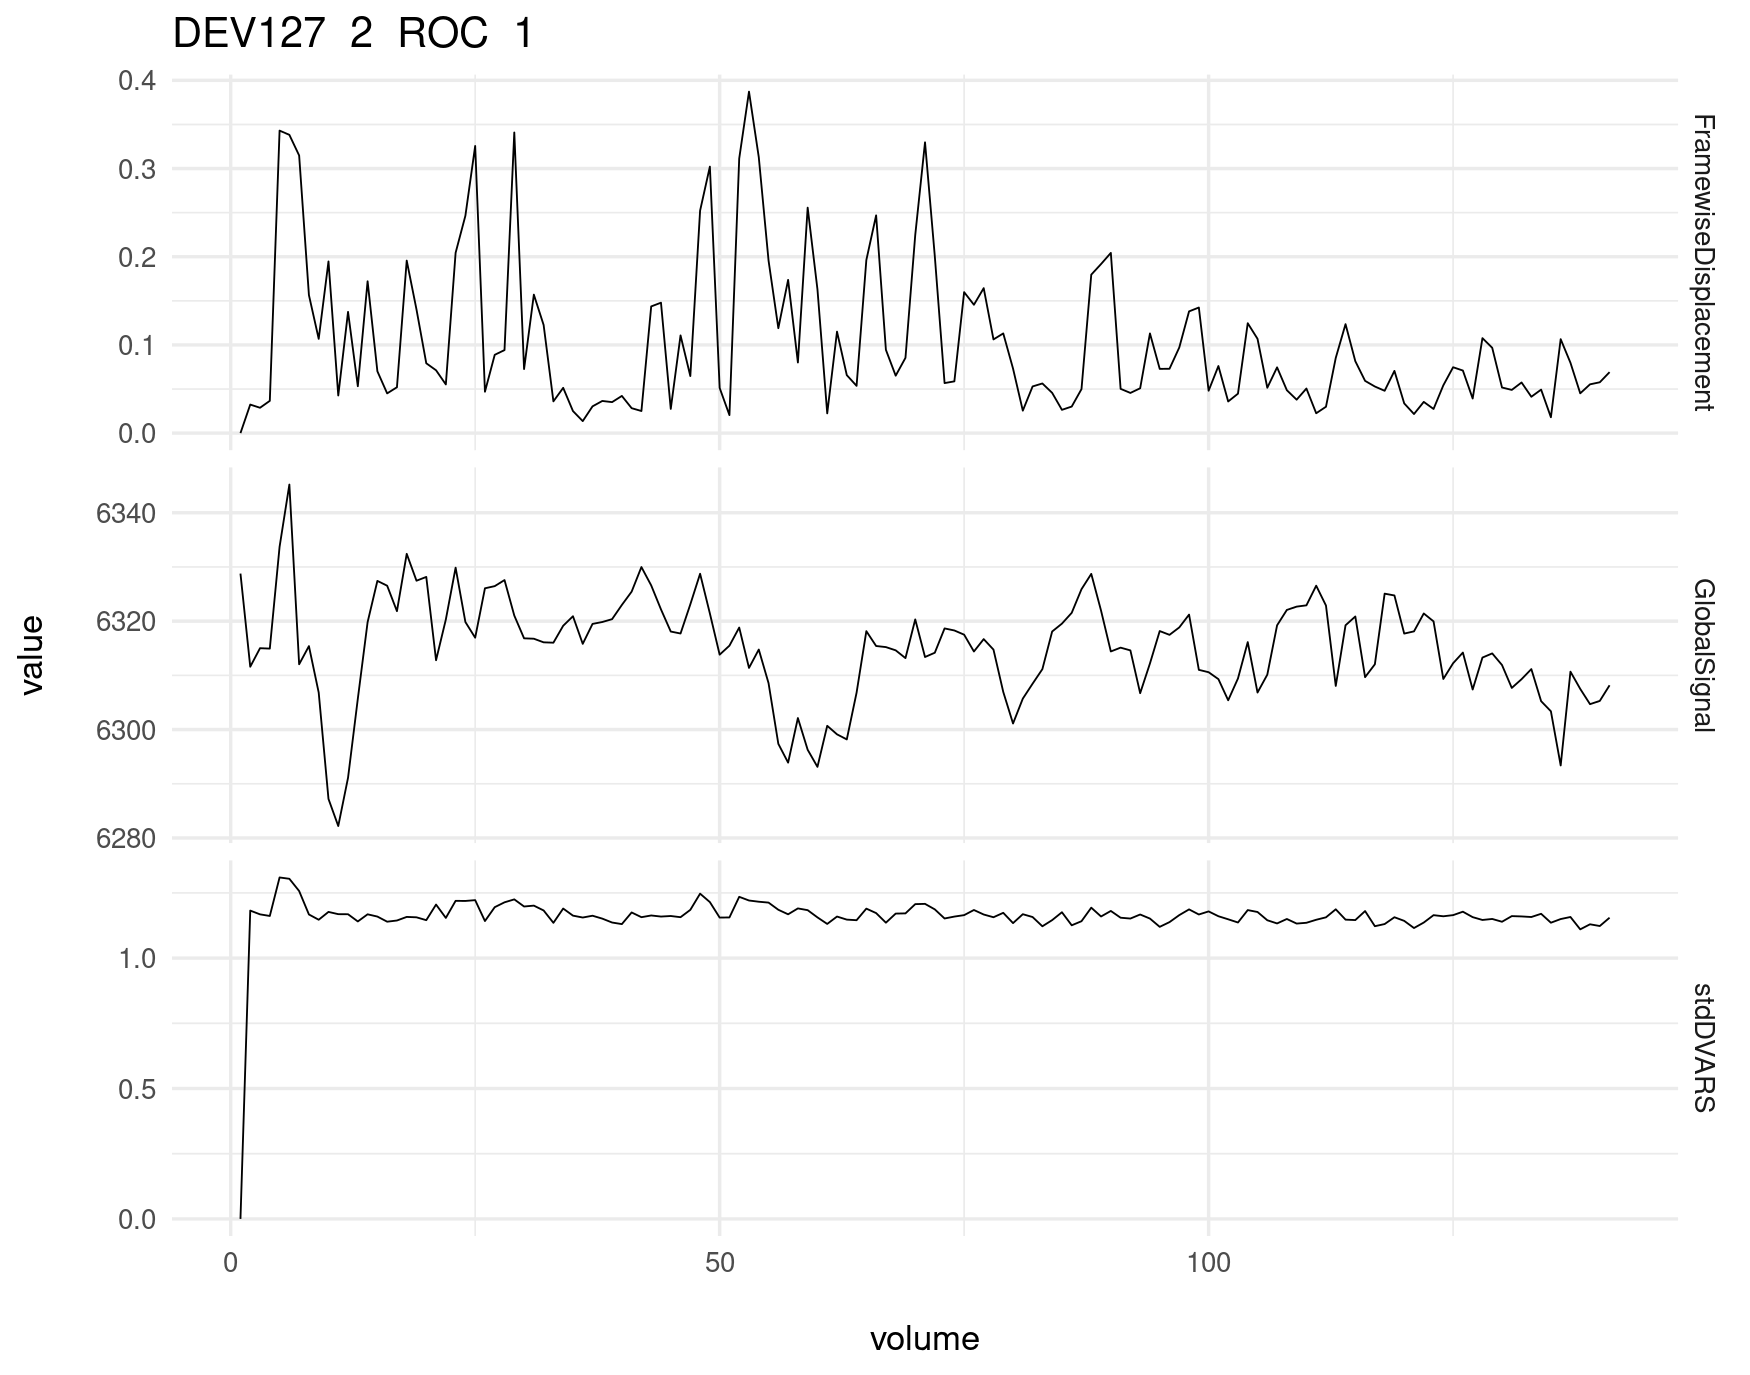 DEV127 2 ROC 1
0.4
0.3
0.2
0.1
0.0
FramewiseDisplacement
6340
6320
6300
6280
GlobalSignal
value
1.0
0.5
0.0
stdDVARS
0 50 100
volume